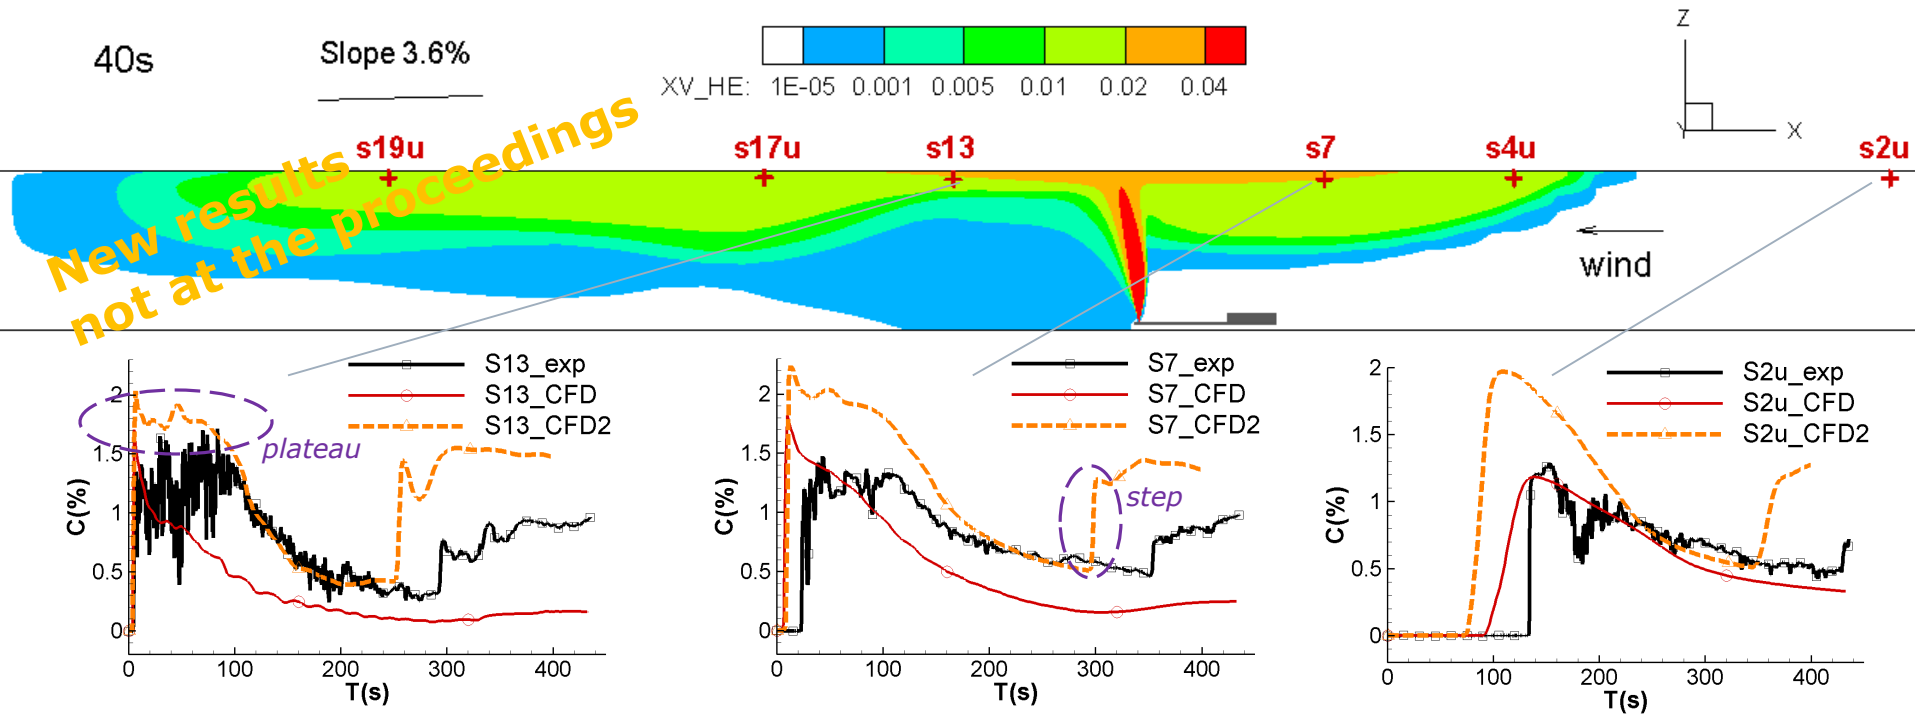 40s
Slope 3.6%
XV_HE: 1E-05 0.001 0.005 0.01 0.02 0.04
Z
Y
X
New results
not at the proceedings
s19u
s17u
s13
s7
s4u
s2u
wind
S13_exp
S13_CFD
S13_CFD2
plateau
C(%)
2
1.5
1
0.5
0
0 100 200 300 400
T(s)
S7_exp
S7_CFD
S7_CFD2
step
C(%)
2
1.5
1
0.5
0
0 100 200 300 400
T(s)
S2u_exp
S2u_CFD
S2u_CFD2
C(%)
2
1.5
1
0.5
0
0 100 200 300 400
T(s)